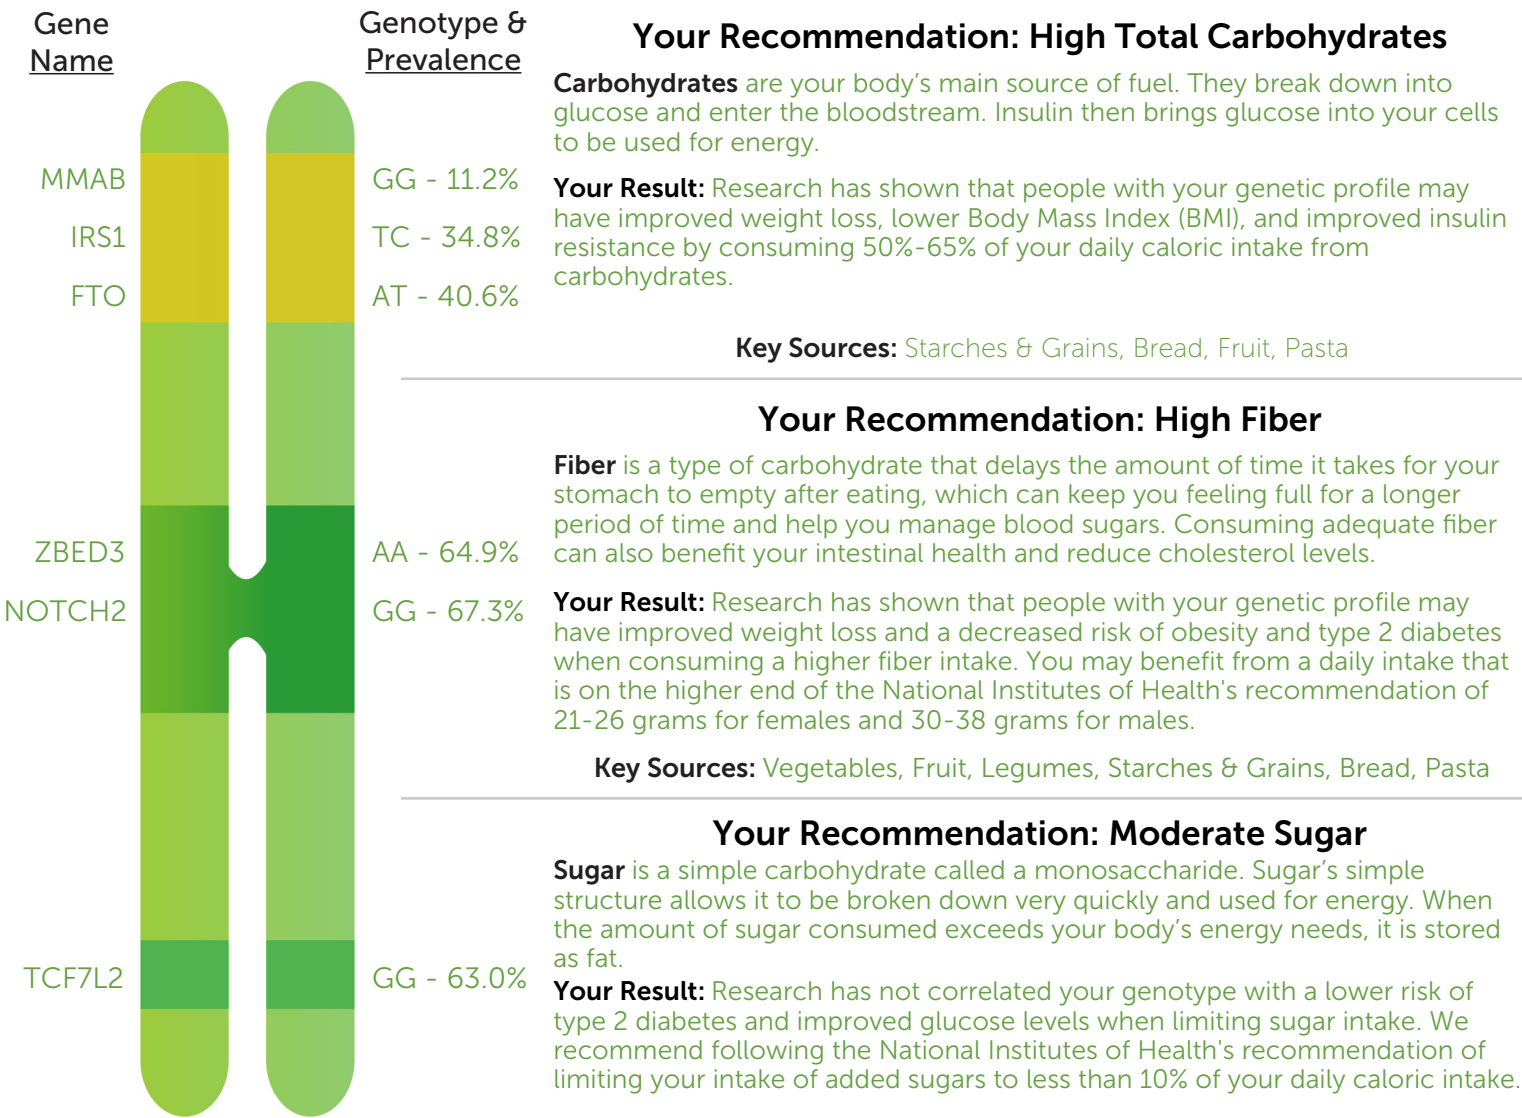 Gene
Name
Genotype &
Prevalence
MMAB
GG - 11.2%
IRS1
TC - 34.8%
FTO
AT - 40.6%
ZBED3
AA - 64.9%
NOTCH2
GG - 67.3%
TCF7L2
GG - 63.0%
Your Recommendation: High Total Carbohydrates
Carbohydrates are your body’s main source of fuel. They break down into
glucose and enter the bloodstream. Insulin then brings glucose into your cells
to be used for energy.
Your Result: Research has shown that people with your genetic profile may
have improved weight loss, lower Body Mass Index (BMI), and improved insulin
resistance by consuming 50%-65% of your daily caloric intake from
carbohydrates.
Key Sources: Starches & Grains, Bread, Fruit, Pasta
Your Recommendation: High Fiber
Fiber is a type of carbohydrate that delays the amount of time it takes for your
stomach to empty after eating, which can keep you feeling full for a longer
period of time and help you manage blood sugars. Consuming adequate fiber
can also benefit your intestinal health and reduce cholesterol levels.
Your Result: Research has shown that people with your genetic profile may
have improved weight loss and a decreased risk of obesity and type 2 diabetes
when consuming a higher fiber intake. You may benefit from a daily intake that
is on the higher end of the National Institutes of Health's recommendation of
21-26 grams for females and 30-38 grams for males.
Key Sources: Vegetables, Fruit, Legumes, Starches & Grains, Bread, Pasta
Your Recommendation: Moderate Sugar
Sugar is a simple carbohydrate called a monosaccharide. Sugar’s simple
structure allows it to be broken down very quickly and used for energy. When
the amount of sugar consumed exceeds your body’s energy needs, it is stored
as fat.
Your Result: Research has not correlated your genotype with a lower risk of
type 2 diabetes and improved glucose levels when limiting sugar intake. We
recommend following the National Institutes of Health's recommendation of
limiting your intake of added sugars to less than 10% of your daily caloric intake.